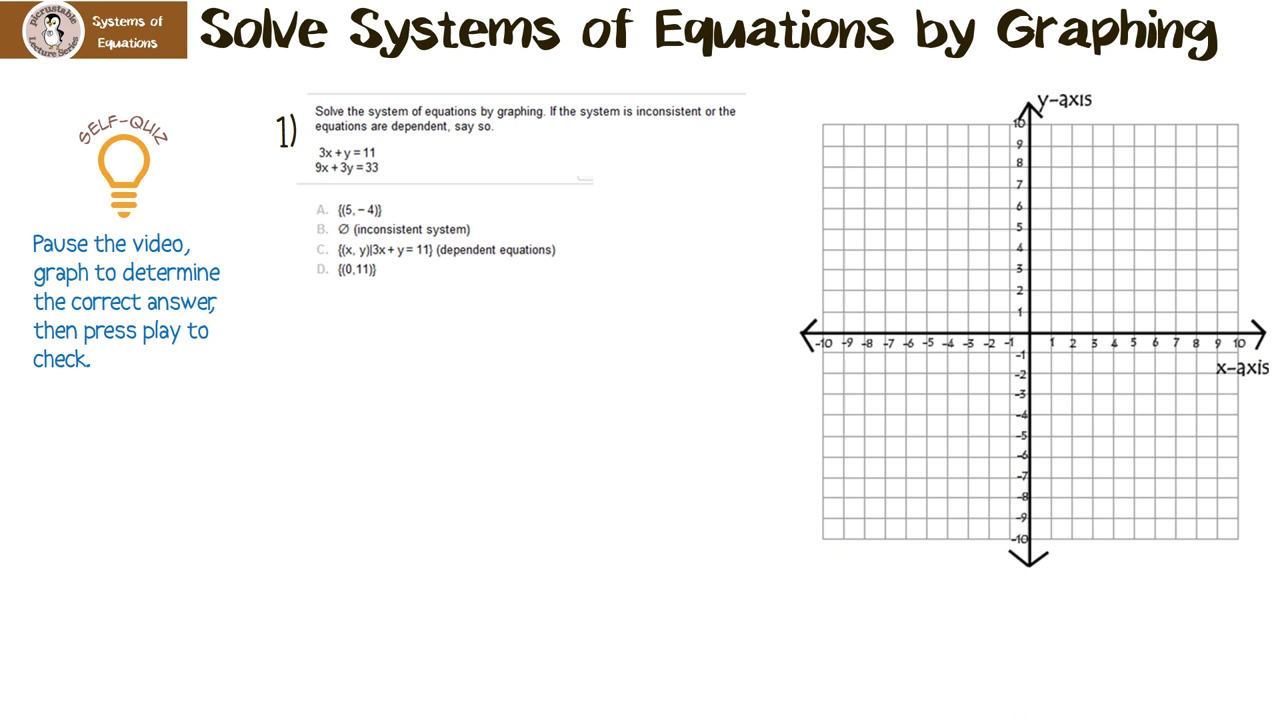 picrustable
Lecture Series
Systems of
Equations
Solve Systems of Equations by Graphing
SELF-QUIZ
Pause the video,
graph to determine
the correct answer,
then press play to
check.
1)
Solve the system of equations by graphing. If the system is inconsistent or the
equations are dependent, say so.
3x + y = 11
9x + 3y = 33
A. {(5, − 4)}
B. ∅ (inconsistent system)
C. {(x, y)|3x + y = 11} (dependent equations)
D. {(0,11)}
y-axis
10
9
8
7
6
5
4
3
2
1
-10 -9 -8 -7 -6 -5 -4 -3 -2 -1 1 2 3 4 5 6 7 8 9 10
x-axis
-1
-2
-3
-4
-5
-6
-7
-8
-9
-10